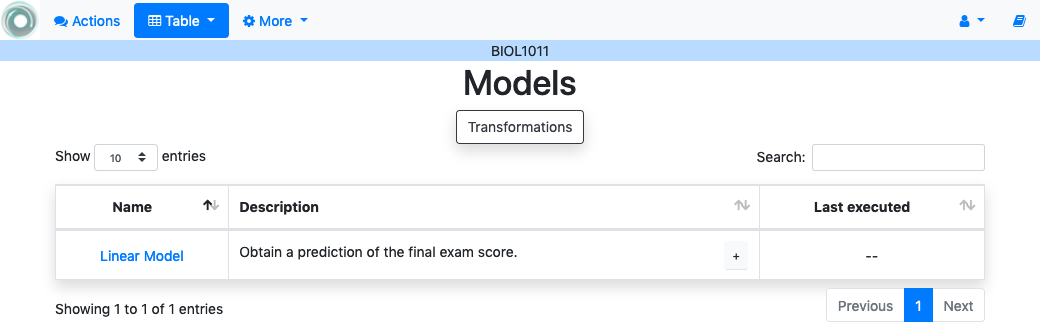 Actions Table More
BIOL1011
Models
Transformations
Show 10 entries Search:
Name Description Last executed
Linear Model Obtain a prediction of the final exam score. + --
Showing 1 to 1 of 1 entries Previous 1 Next